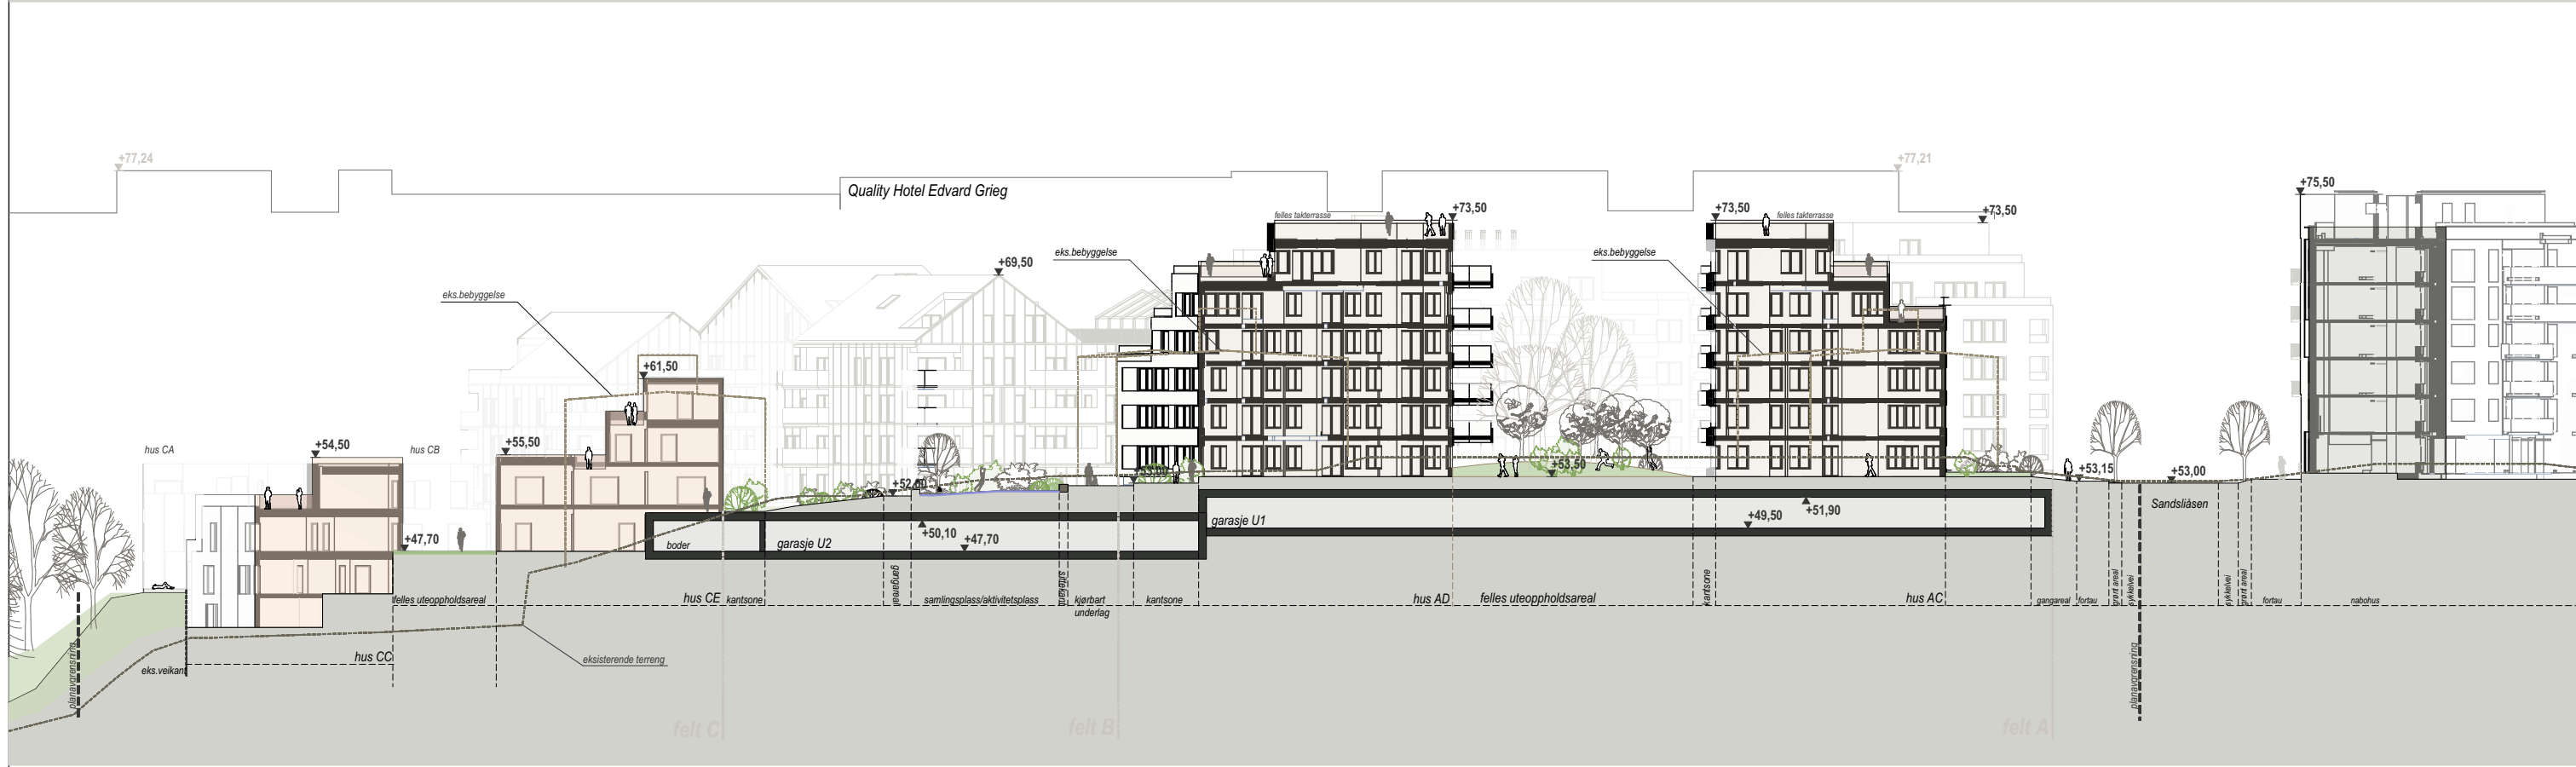 +77,24
+77,21
Quality Hotel Edvard Grieg
+75,50
felles takterrasse
+73,50
+73,50
felles takterrasse
+73,50
eks.bebyggelse
eks.bebyggelse
+69,50
eks.bebyggelse
+61,50
hus CA
+54,50
hus CB
+55,50
+53,50
+53,15
+53,00
Sandsliåsen
+47,70
boder
garasje U2
+50,10
+47,70
garasje U1
+49,50
+51,90
felles uteoppholdsareal
hus CE
kantsone
gangareal
samlingsplass/aktivitetsplass
kjørbart
underlag
kantsone
hus AD
felles uteoppholdsareal
kantsone
hus AC
gangareal
fortau
grønt areal
sykkelvei
sykkelvei
grønt areal
fortau
nabohus
planavgrensning
eks.veikant
hus CC
eksisterende terreng
planavgrensning
felt C
felt B
felt A